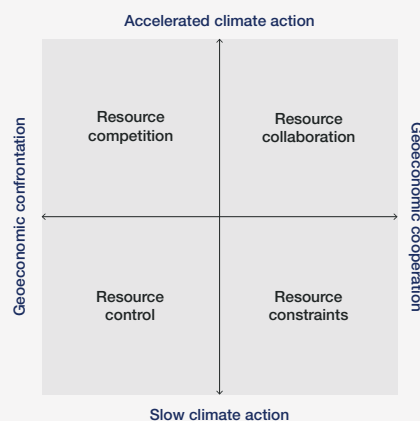 Accelerated climate action
Geoeconomic confrontation
Resource
competition
Resource
collaboration
Geoeconomic cooperation
Resource
control
Resource
constraints
Slow climate action